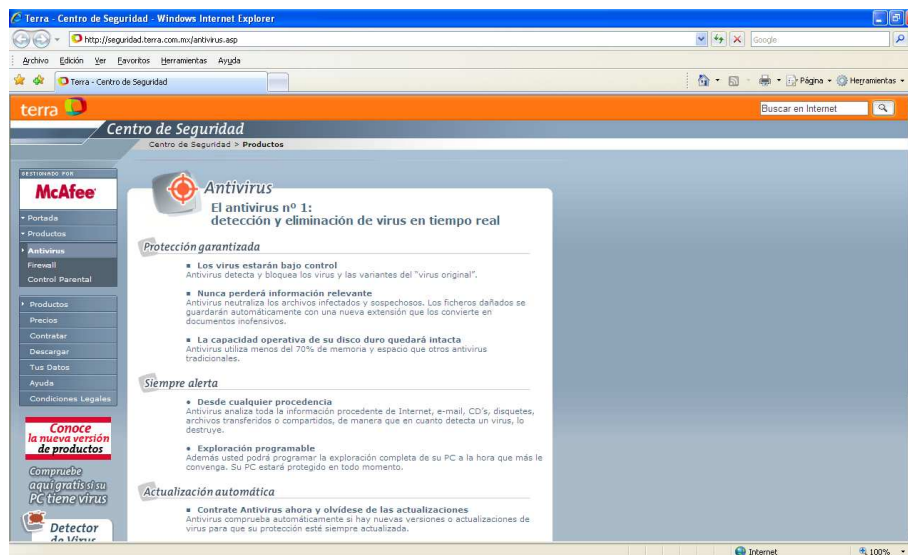 Terra - Centro de Seguridad - Windows Internet Explorer
http://seguridad.terra.com.mx/antivirus.asp
Google
Archivo Edición Ver Favoritos Herramientas Ayuda
Terra - Centro de Seguridad
Página Herramientas
terra
Buscar en Internet
Centro de Seguridad
Centro de Seguridad > Productos
GESTIONADO POR
McAfee
Portada
Productos
Antivirus
Firewall
Control Parental
Productos
Precios
Contratar
Descargar
Tus Datos
Ayuda
Condiciones Legales
Conoce
la nueva versión
de productos
Compruebe
aquí gratis si su
PC tiene virus
Detector
de Virus
Antivirus
El antivirus nº 1:
detección y eliminación de virus en tiempo real
Protección garantizada
Los virus estarán bajo control
Antivirus detecta y bloquea los virus y las variantes del "virus original".
Nunca perderá información relevante
Antivirus neutraliza los archivos infectados y sospechosos. Los ficheros dañados se
guardarán automáticamente con una nueva extensión que los convierte en
documentos inofensivos.
La capacidad operativa de su disco duro quedará intacta
Antivirus utiliza menos del 70% de memoria y espacio que otros antivirus
tradicionales.
Siempre alerta
Desde cualquier procedencia
Antivirus analiza toda la información procedente de Internet, e-mail, CD's, disquetes,
archivos transferidos o compartidos, de manera que en cuanto detecta un virus, lo
destruye.
Exploración programable
Además usted podrá programar la exploración completa de su PC a la hora que más le
convenga. Su PC estará protegido en todo momento.
Actualización automática
Contrate Antivirus ahora y olvídese de las actualizaciones
Antivirus comprueba automáticamente si hay nuevas versiones o actualizaciones de
virus para que su protección esté siempre actualizada.
Internet
100%